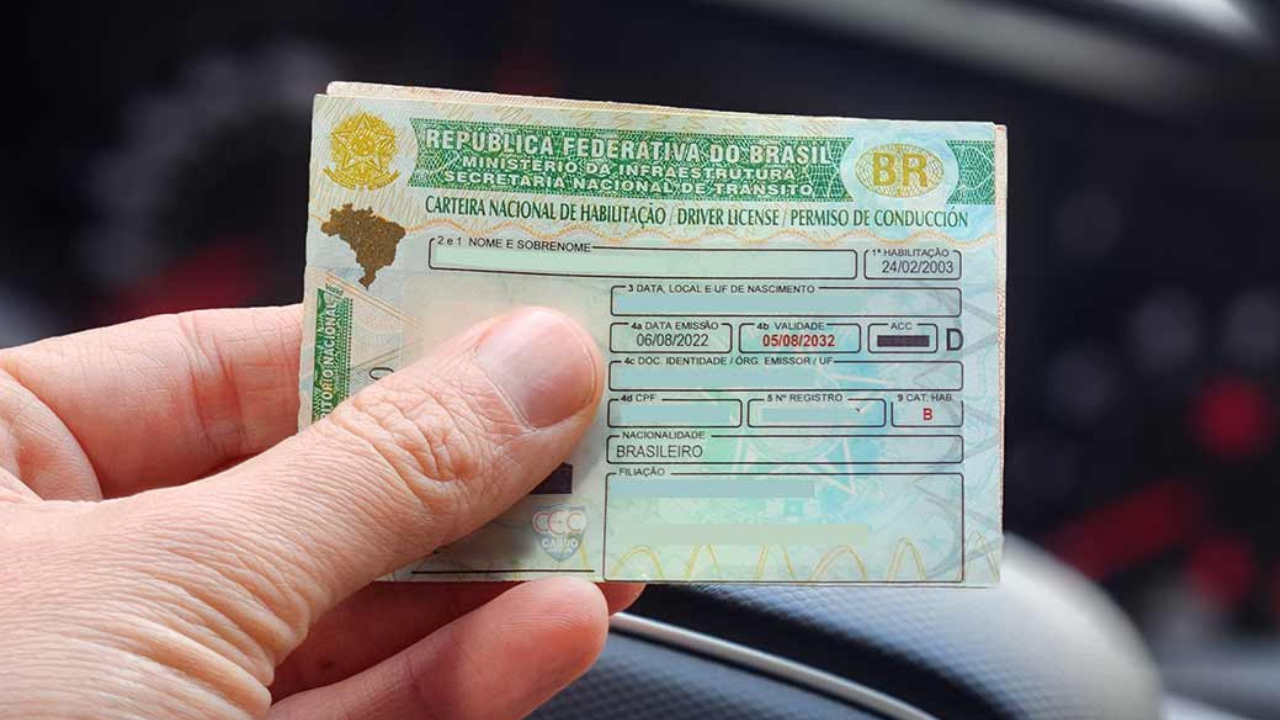 REPÚBLICA FEDERATIVA DO BRASIL
MINISTÉRIO DA INFRAESTRUTURA
SECRETARIA NACIONAL DE TRÂNSITO
BR
CARTEIRA NACIONAL DE HABILITAÇÃO / DRIVER LICENSE / PERMISO DE CONDUCCIÓN
2 e 1 NOME E SOBRENOME
1ª HABILITAÇÃO
24/02/2003
3 DATA, LOCAL E UF DE NASCIMENTO
4a DATA EMISSÃO
06/08/2022
4b VALIDADE
05/08/2032
ACC
D
4c DOC. IDENTIDADE / ÓRG. EMISSOR / UF
4d CPF
5 Nº REGISTRO
9 CAT. HAB.
B
NACIONALIDADE
BRASILEIRO
FILIAÇÃO
NACIONAL
CCC
CARRO